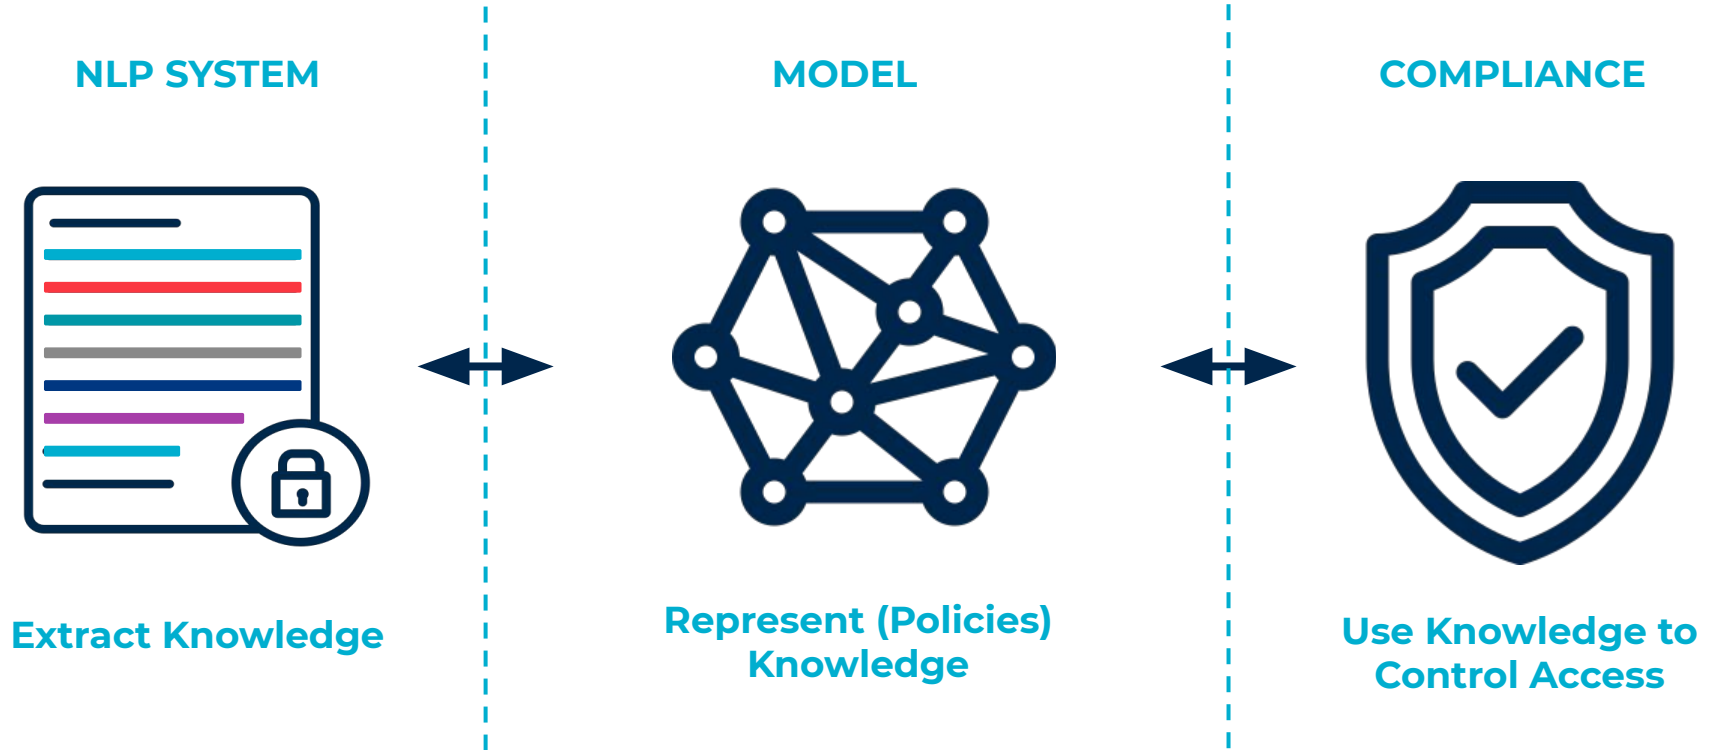 NLP SYSTEM
MODEL
COMPLIANCE
Extract Knowledge
Represent (Policies)
Knowledge
Use Knowledge to
Control Access